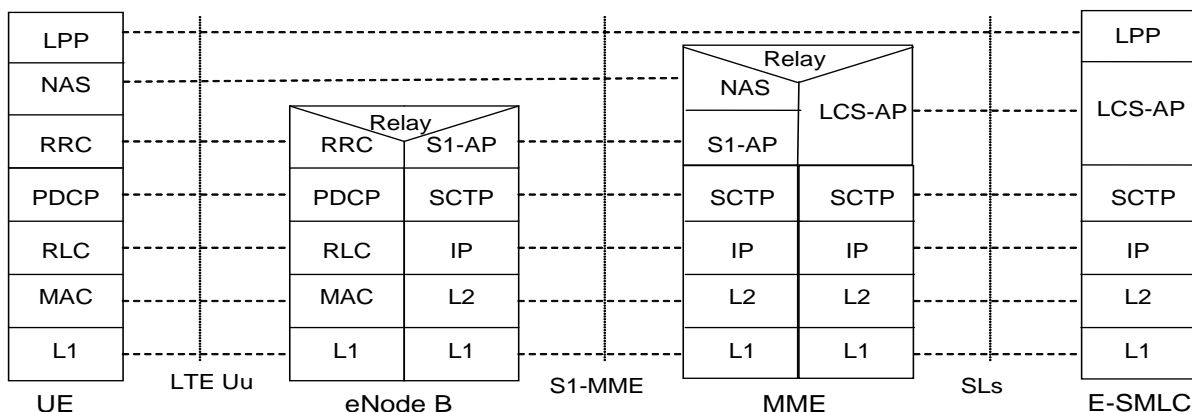 LPP
NAS
RRC
PDCP
RLC
MAC
L1
UE
LTE Uu
Relay
RRC
S1-AP
PDCP
SCTP
RLC
IP
MAC
L2
L1
L1
eNode B
S1-MME
Relay
NAS
LCS-AP
S1-AP
SCTP
SCTP
IP
IP
L2
L2
L1
L1
MME
SLs
LPP
LCS-AP
SCTP
IP
L2
L1
E-SMLC